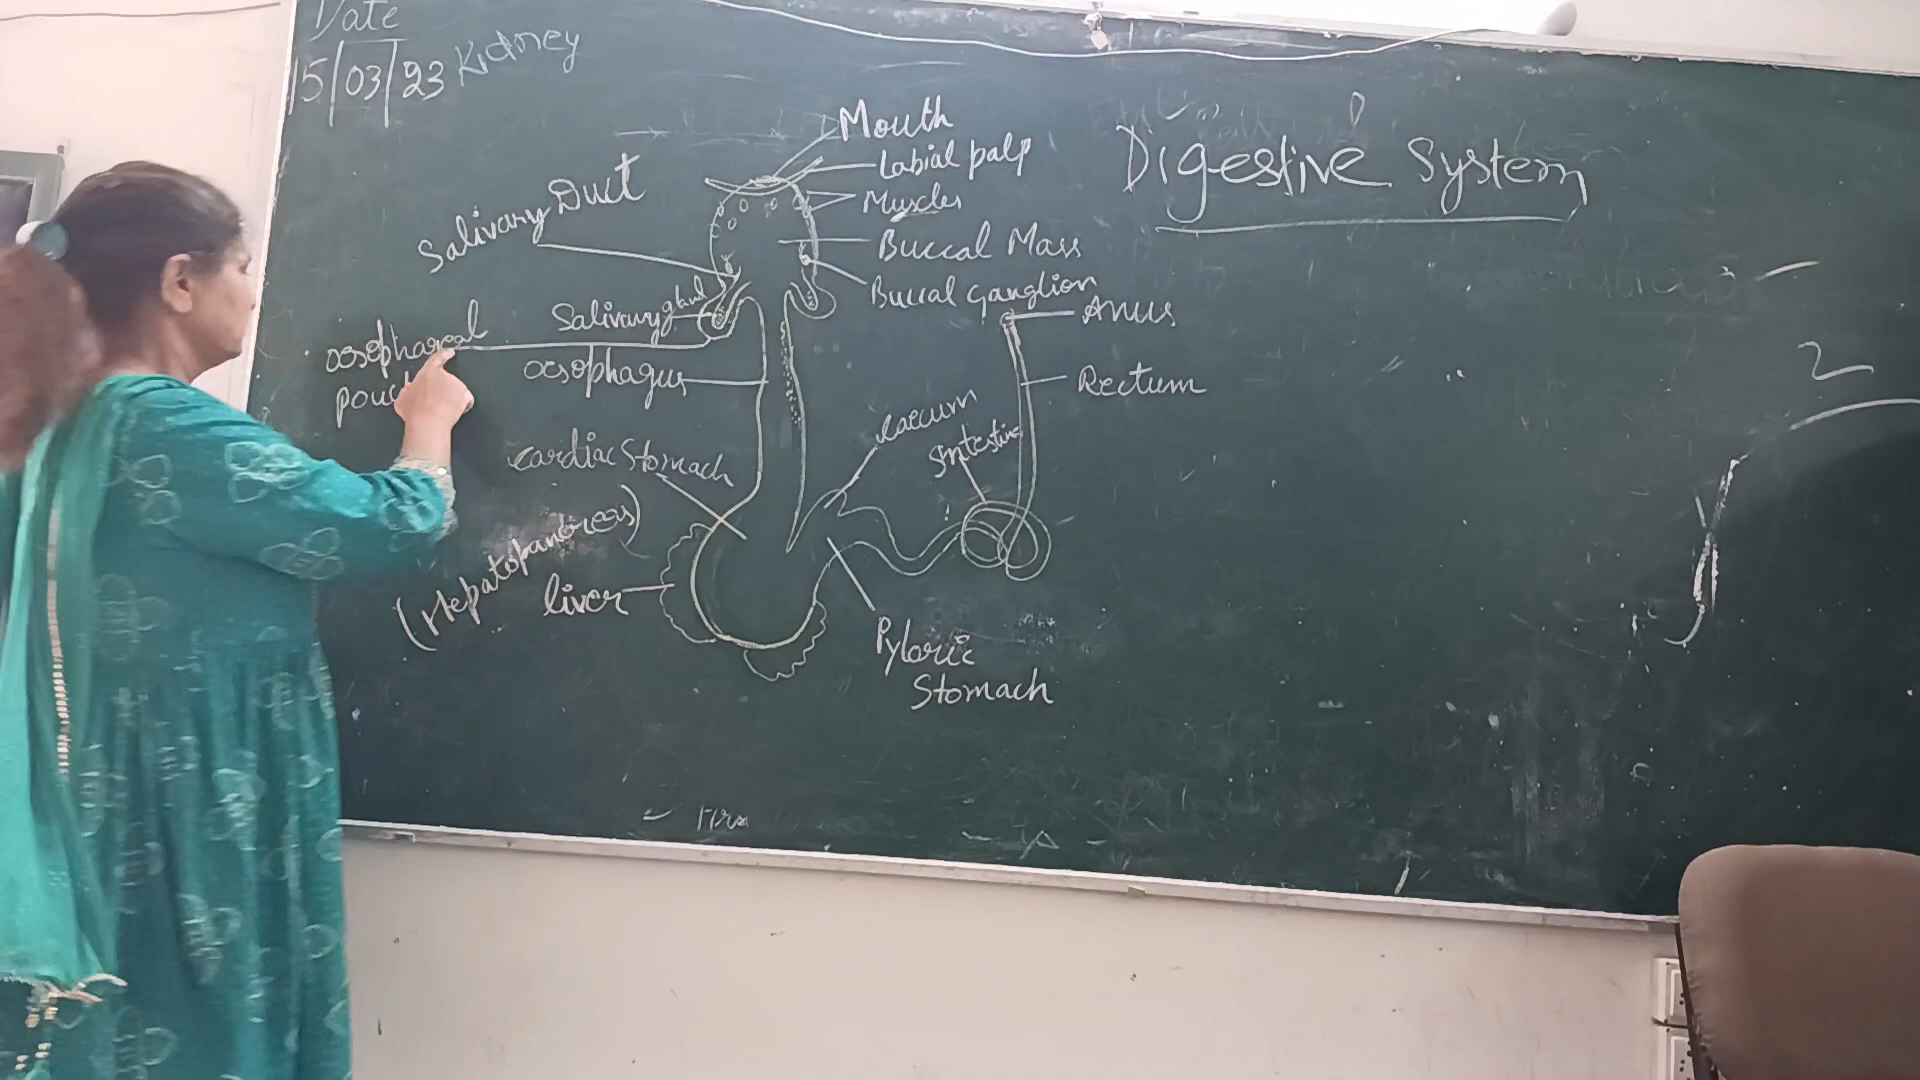 Date
15/03/23 Kidney
Digestive System
Mouth
Labial palp
Muscles
Buccal Mass
Buccal ganglion
Anus
Rectum
Salivary Duct
Salivary gland
oesophageal
oesophagus
Cardiac Stomach
(Hepatopancreas)
liver
caecum
Intestine
Pyloric
Stomach
2